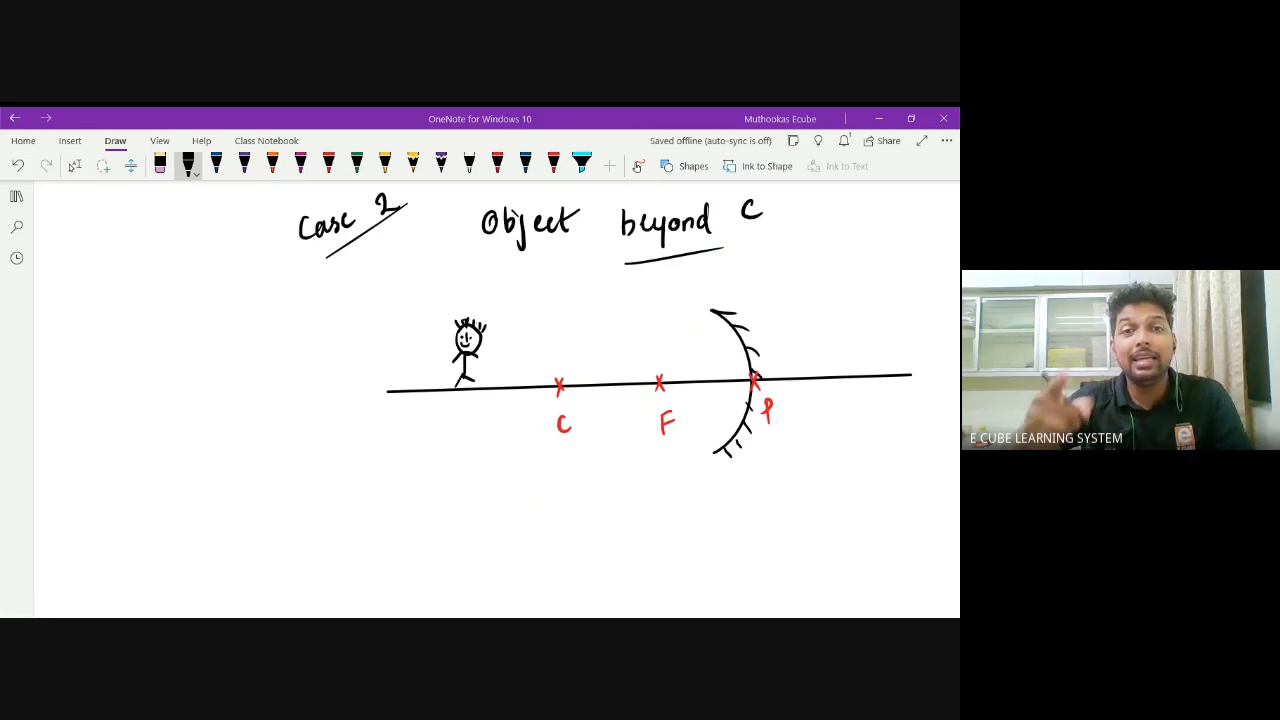 OneNote for Windows 10
Muthookas Ecube
Home Insert Draw View Help Class Notebook
Saved offline (auto-sync is off)
Share
Shapes
Ink to Shape
Ink to Text
Case 2 Object beyond C
C F P
E CUBE LEARNING SYSTEM
e